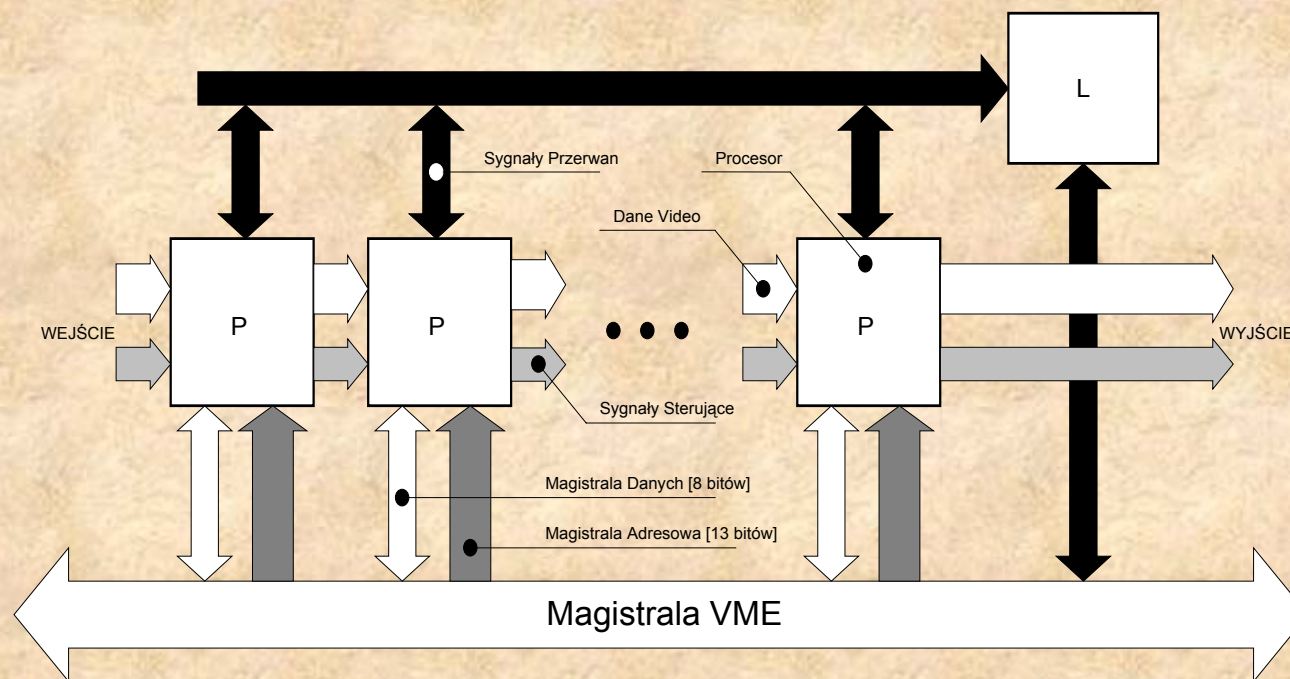 L
Sygnały Przerwan
Procesor
Dane Video
WEJŚCIE
P
P
P
WYJŚCIE
Sygnały Sterujące
Magistrala Danych [8 bitów]
Magistrala Adresowa [13 bitów]
Magistrala VME